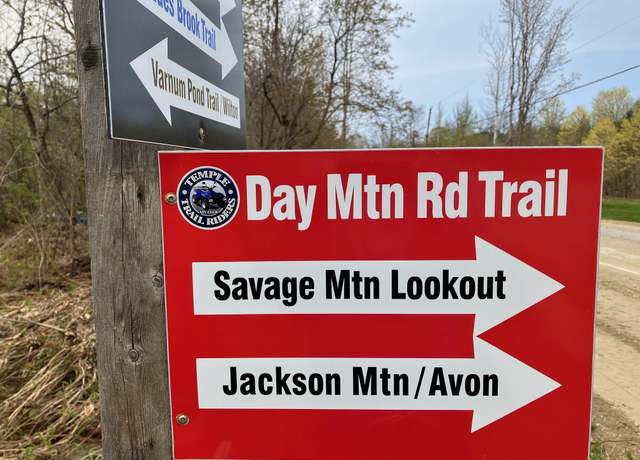 Brook Trail
Varnum Pond Trail / Wilton
TEMPLE
TRAIL RIDERS
Day Mtn Rd Trail
Savage Mtn Lookout
Jackson Mtn/Avon